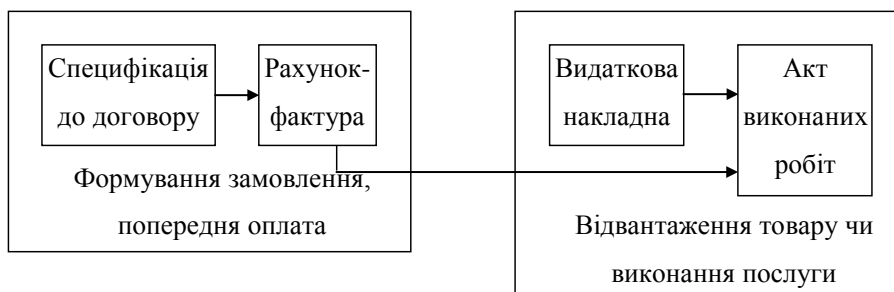 Специфікація
до договору
Рахунок-
фактура
Формування замовлення,
попередня оплата
Видаткова
накладна
Акт
виконаних
робіт
Відвантаження товару чи
виконання послуги